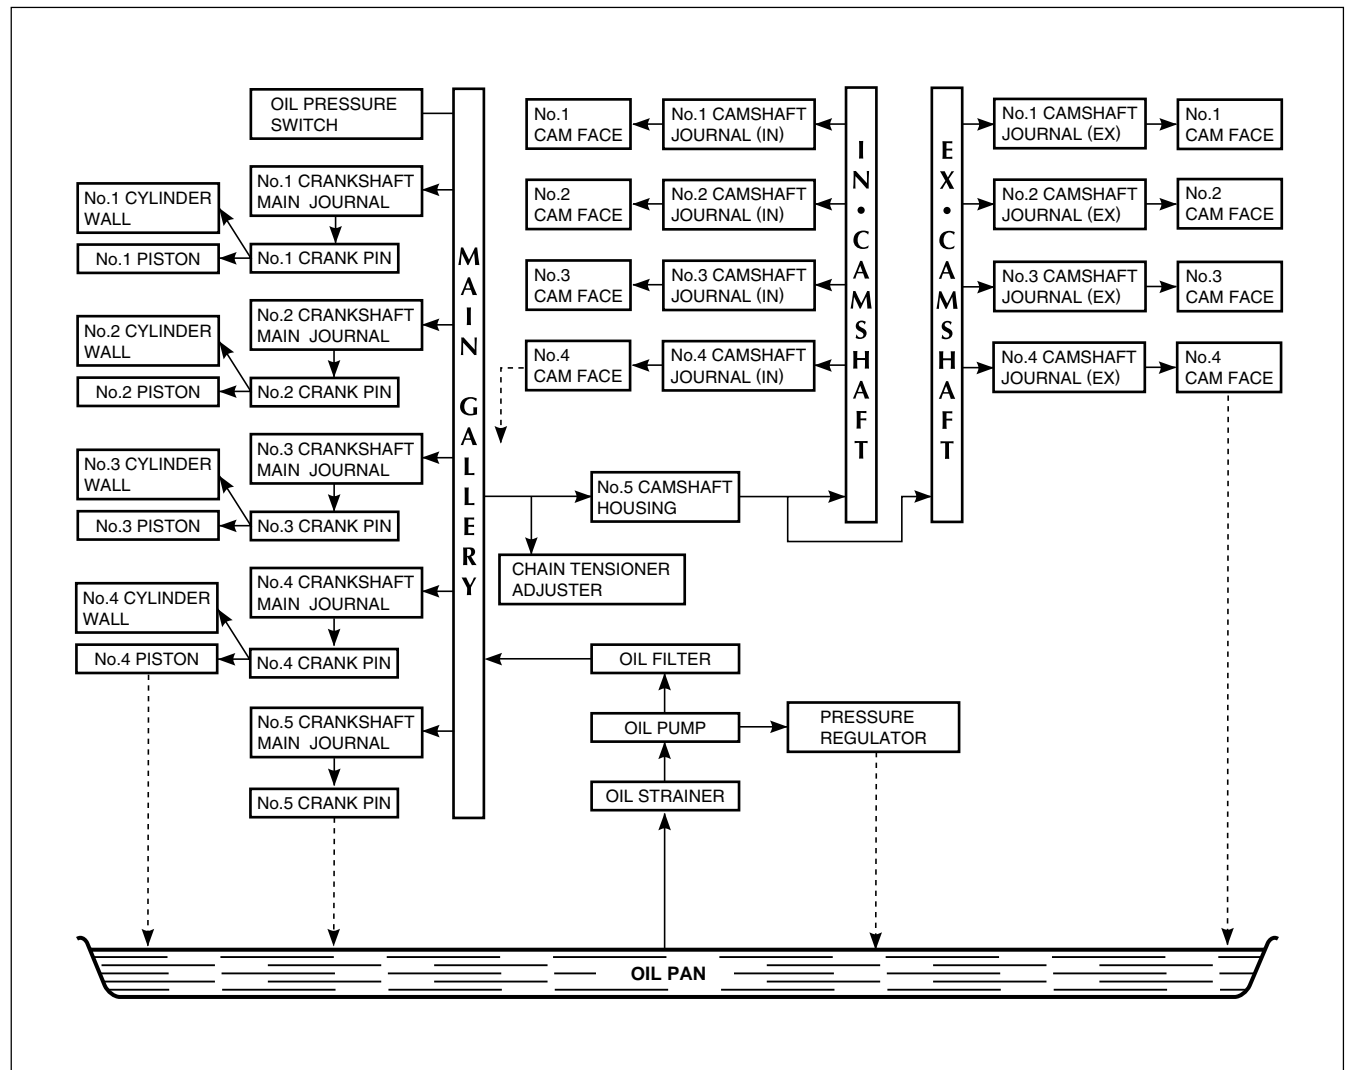 OIL PRESSURE
SWITCH
No.1 CRANKSHAFT
MAIN JOURNAL
No.1 CYLINDER
WALL
No.1 PISTON
No.1 CRANK PIN
No.2 CRANKSHAFT
MAIN JOURNAL
No.2 CYLINDER
WALL
No.2 PISTON
No.2 CRANK PIN
No.3 CRANKSHAFT
MAIN JOURNAL
No.3 CYLINDER
WALL
No.3 PISTON
No.3 CRANK PIN
No.4 CRANKSHAFT
MAIN JOURNAL
No.4 CYLINDER
WALL
No.4 PISTON
No.4 CRANK PIN
No.5 CRANKSHAFT
MAIN JOURNAL
No.5 CRANK PIN
MAIN GALLERY
No.1
CAM FACE
No.1 CAMSHAFT
JOURNAL (IN)
No.2
CAM FACE
No.2 CAMSHAFT
JOURNAL (IN)
No.3
CAM FACE
No.3 CAMSHAFT
JOURNAL (IN)
No.4
CAM FACE
No.4 CAMSHAFT
JOURNAL (IN)
IN•CAMSHAFT
EX•CAMSHAFT
No.1 CAMSHAFT
JOURNAL (EX)
No.1
CAM FACE
No.2 CAMSHAFT
JOURNAL (EX)
No.2
CAM FACE
No.3 CAMSHAFT
JOURNAL (EX)
No.3
CAM FACE
No.4 CAMSHAFT
JOURNAL (EX)
No.4
CAM FACE
No.5 CAMSHAFT
HOUSING
CHAIN TENSIONER
ADJUSTER
OIL FILTER
OIL PUMP
PRESSURE
REGULATOR
OIL STRAINER
OIL PAN